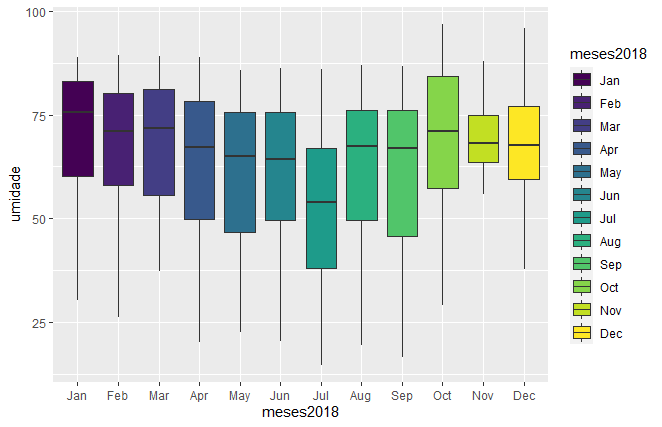 100
75
50
25
umidade
Jan Feb Mar Apr May Jun Jul Aug Sep Oct Nov Dec
meses2018
meses2018
Jan
Feb
Mar
Apr
May
Jun
Jul
Aug
Sep
Oct
Nov
Dec